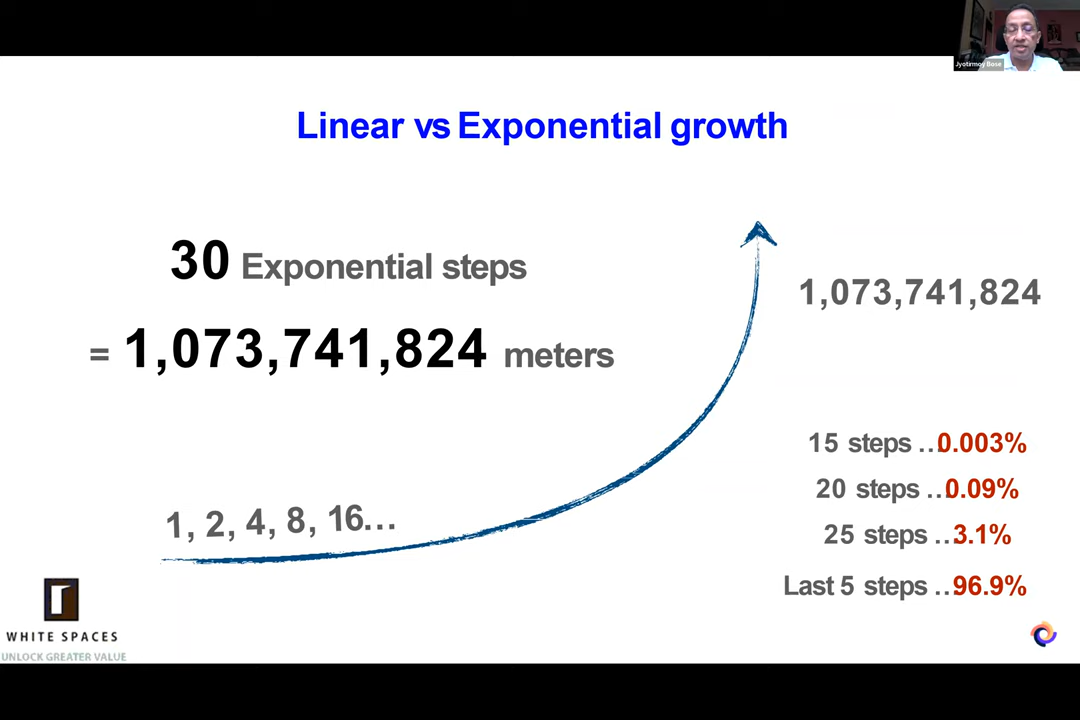 Jyotirmoy Bose
Linear vs Exponential growth
30 Exponential steps
= 1,073,741,824 meters
1,073,741,824
1, 2, 4, 8, 16...
15 steps ...0.003%
20 steps ...0.09%
25 steps ...3.1%
Last 5 steps ...96.9%
WHITE SPACES
UNLOCK GREATER VALUE